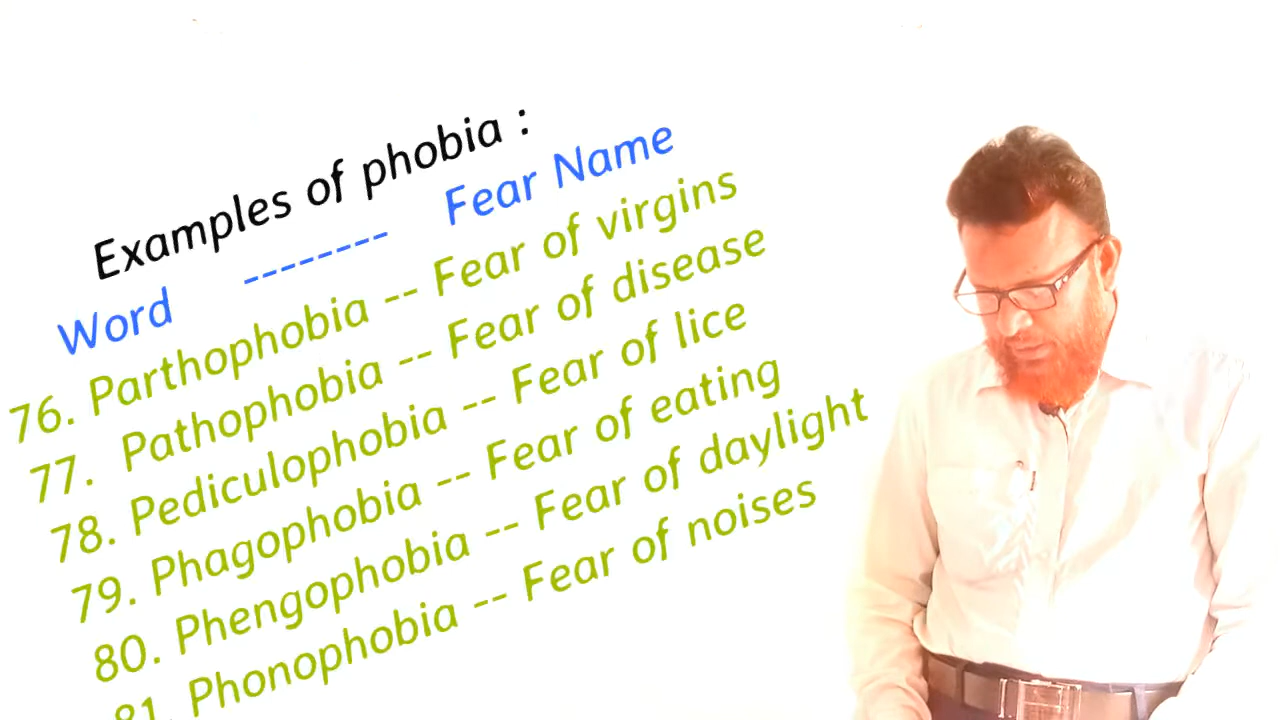 Examples of phobia :
Word -------- Fear Name
76. Parthophobia -- Fear of virgins
77. Pathophobia -- Fear of disease
78. Pediculophobia -- Fear of lice
79. Phagophobia -- Fear of eating
80. Phengophobia -- Fear of daylight
81. Phonophobia -- Fear of noises